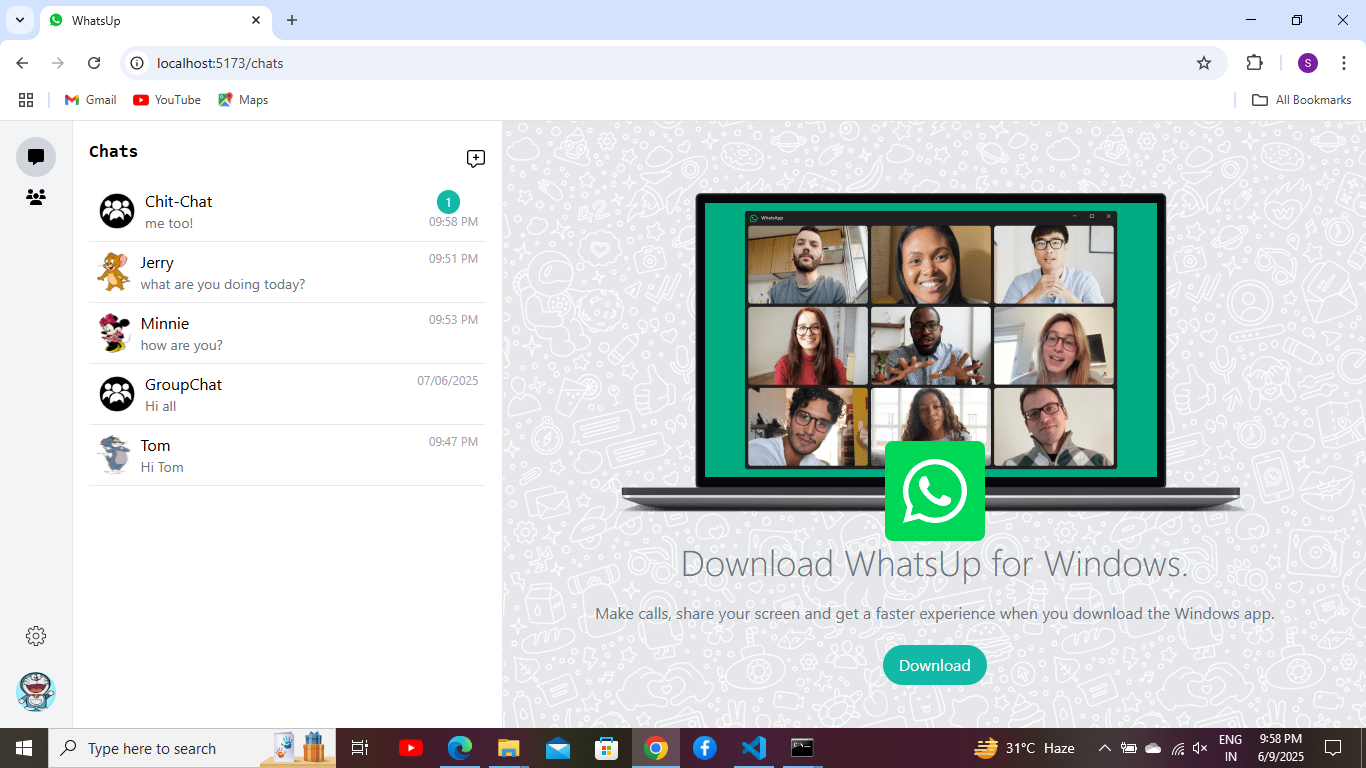 WhatsUp
localhost:5173/chats
S
Gmail
YouTube
Maps
All Bookmarks
Chats
Chit-Chat
1
me too!
09:58 PM
Jerry
09:51 PM
what are you doing today?
Minnie
09:53 PM
how are you?
GroupChat
07/06/2025
Hi all
Tom
09:47 PM
Hi Tom
WhatsApp
Download WhatsUp for Windows.
Make calls, share your screen and get a faster experience when you download the Windows app.
Download
Type here to search
31°C Haze
ENG
IN
9:58 PM
6/9/2025